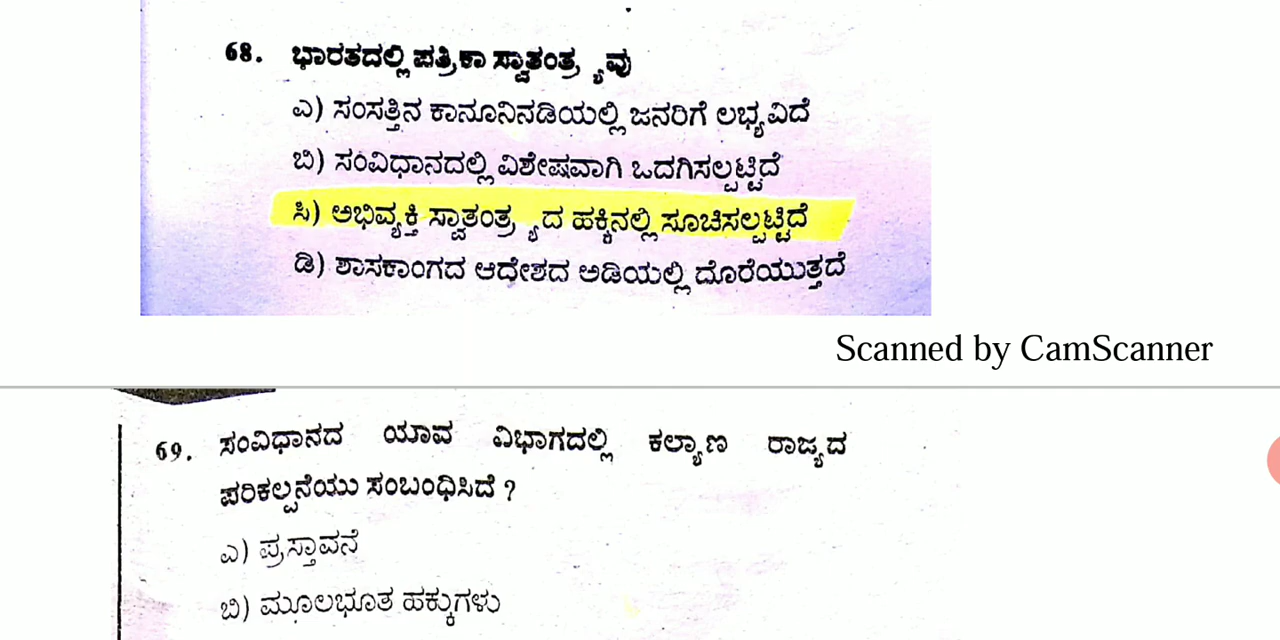 68. ಭಾರತದಲ್ಲಿ ಪತ್ರಿಕಾ ಸ್ವಾತಂತ್ರ್ಯವು
ಎ) ಸಂಸತ್ತಿನ ಕಾನೂನಿನಡಿಯಲ್ಲಿ ಜನರಿಗೆ ಲಭ್ಯವಿದೆ
ಬಿ) ಸಂವಿಧಾನದಲ್ಲಿ ವಿಶೇಷವಾಗಿ ಒದಗಿಸಲ್ಪಟ್ಟಿದೆ
ಸಿ) ಅಭಿವ್ಯಕ್ತಿ ಸ್ವಾತಂತ್ರ್ಯದ ಹಕ್ಕಿನಲ್ಲಿ ಸೂಚಿಸಲ್ಪಟ್ಟಿದೆ
ಡಿ) ಶಾಸಕಾಂಗದ ಆದೇಶದ ಅಡಿಯಲ್ಲಿ ದೊರೆಯುತ್ತದೆ
Scanned by CamScanner
69. ಸಂವಿಧಾನದ ಯಾವ ವಿಭಾಗದಲ್ಲಿ ಕಲ್ಯಾಣ ರಾಜ್ಯದ
ಪರಿಕಲ್ಪನೆಯು ಸಂಬಂಧಿಸಿದೆ ?
ಎ) ಪ್ರಸ್ತಾವನೆ
ಬಿ) ಮೂಲಭೂತ ಹಕ್ಕುಗಳು